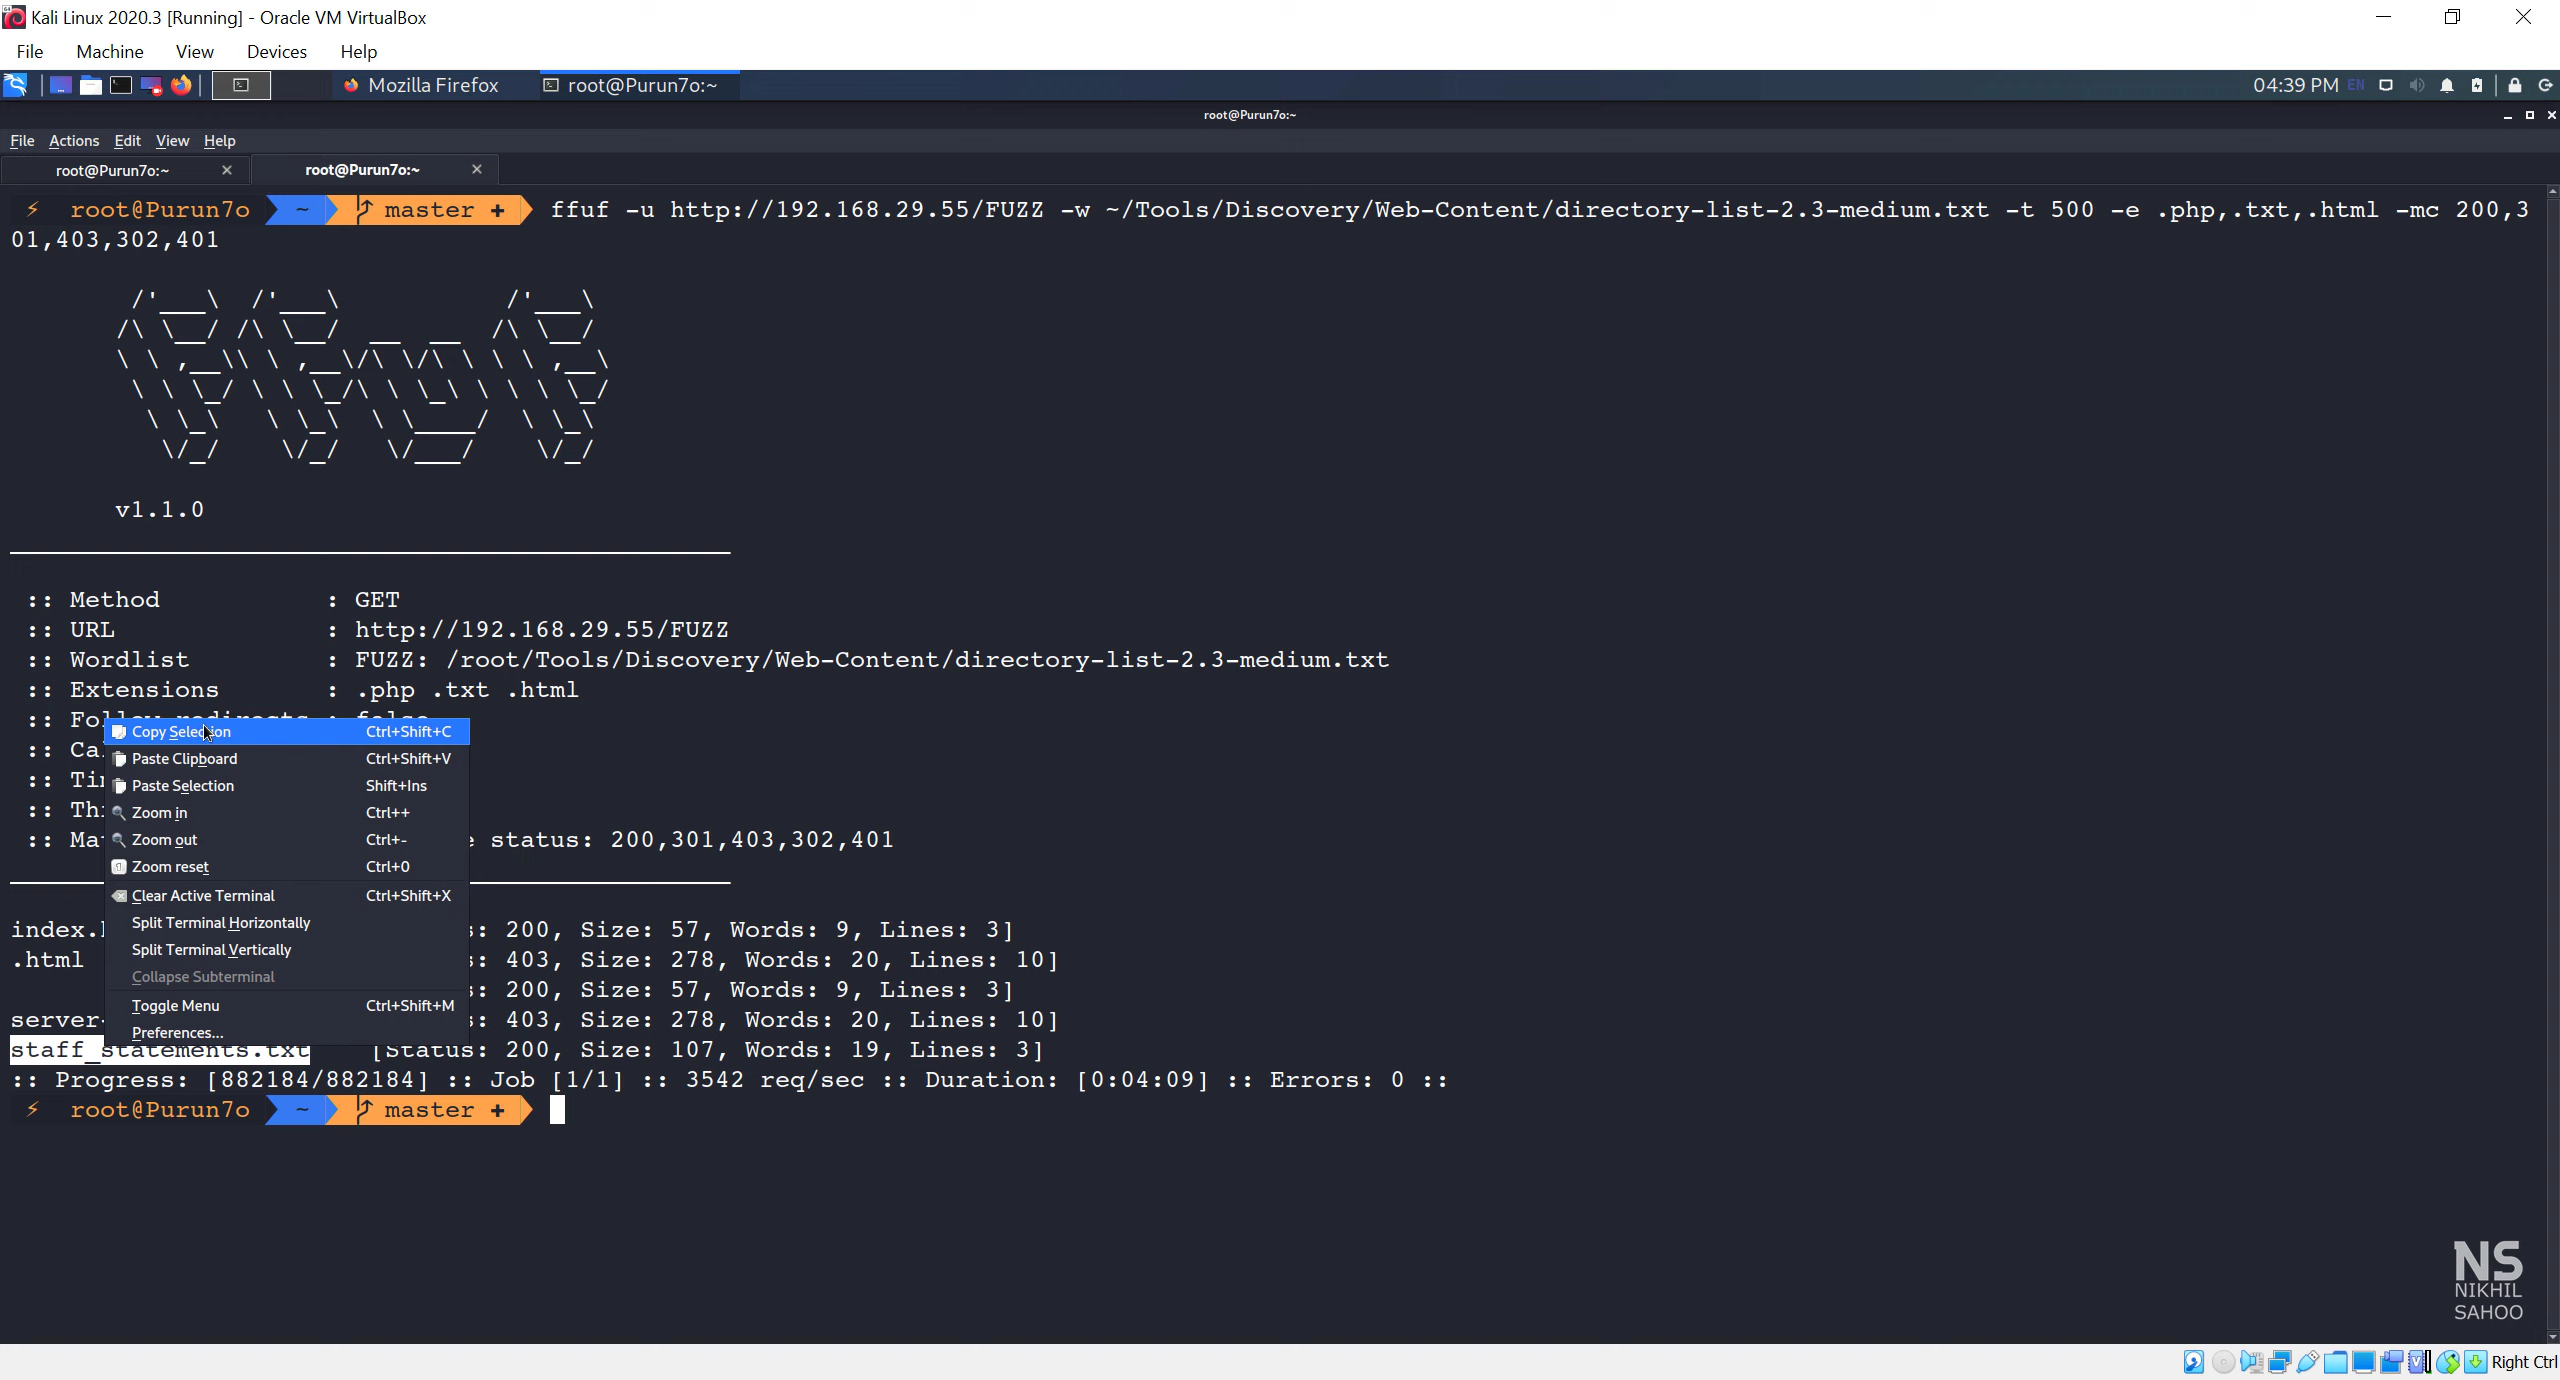 Kali Linux 2020.3 [Running] - Oracle VM VirtualBox
File Machine View Devices Help
Mozilla Firefox root@Purun7o:~ 04:39 PM EN
root@Purun7o:~
File Actions Edit View Help
root@Purun7o:~ root@Purun7o:~
root@Purun7o ~ master + ffuf -u http://192.168.29.55/FUZZ -w ~/Tools/Discovery/Web-Content/directory-list-2.3-medium.txt -t 500 -e .php,.txt,.html -mc 200,3
01,403,302,401
v1.1.0
:: Method : GET
:: URL : http://192.168.29.55/FUZZ
:: Wordlist : FUZZ: /root/Tools/Discovery/Web-Content/directory-list-2.3-medium.txt
:: Extensions : .php .txt .html
:: Follow redirects : false
:: Ca
:: Ti
:: Th
:: Ma status: 200,301,403,302,401
Copy Selection Ctrl+Shift+C
Paste Clipboard Ctrl+Shift+V
Paste Selection Shift+Ins
Zoom in Ctrl++
Zoom out Ctrl+-
Zoom reset Ctrl+0
Clear Active Terminal Ctrl+Shift+X
Split Terminal Horizontally
Split Terminal Vertically
Collapse Subterminal
Toggle Menu Ctrl+Shift+M
Preferences...
index. : 200, Size: 57, Words: 9, Lines: 3]
.html : 403, Size: 278, Words: 20, Lines: 10]
: 200, Size: 57, Words: 9, Lines: 3]
server- : 403, Size: 278, Words: 20, Lines: 10]
staff_statements.txt [Status: 200, Size: 107, Words: 19, Lines: 3]
:: Progress: [882184/882184] :: Job [1/1] :: 3542 req/sec :: Duration: [0:04:09] :: Errors: 0 ::
root@Purun7o ~ master +
NS
NIKHIL
SAHOO
Right Ctrl